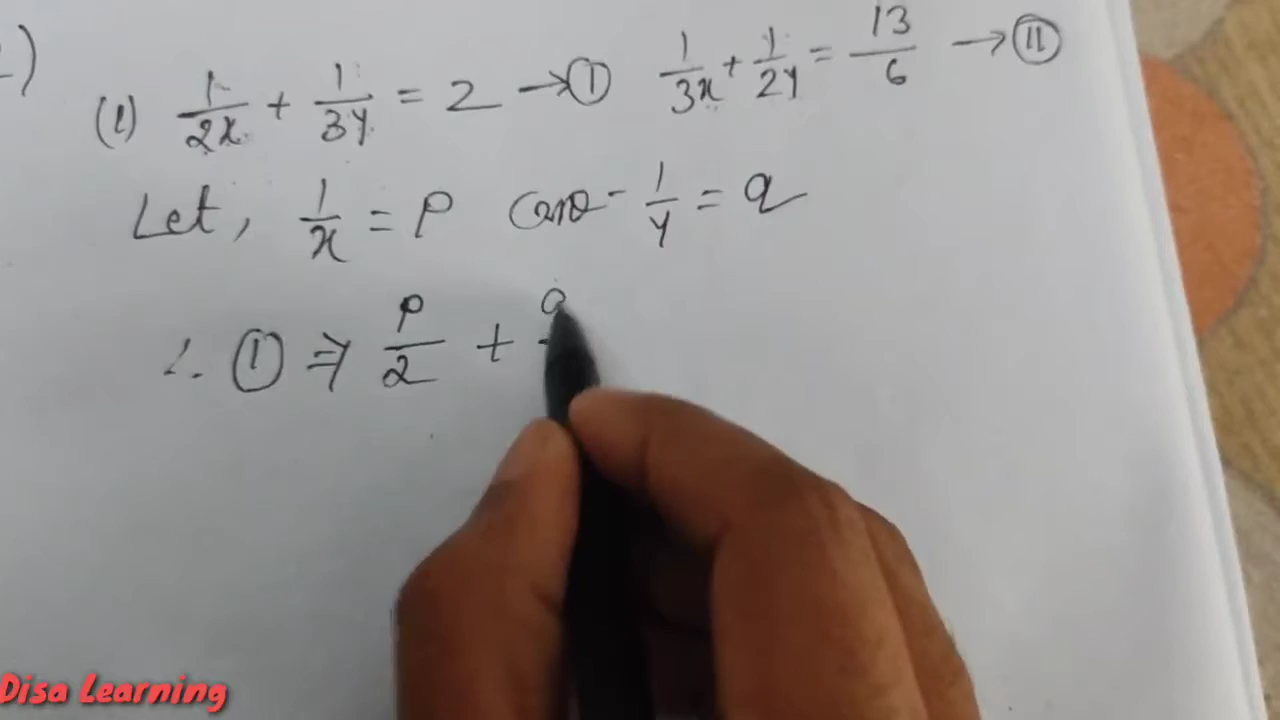 (1) 1/2x + 1/3y = 2 → (I) 1/3x + 1/2y = 13/6 → (II)
Let, 1/x = p and 1/y = q
∴ (I) ⇒ p/2 +
Disa Learning